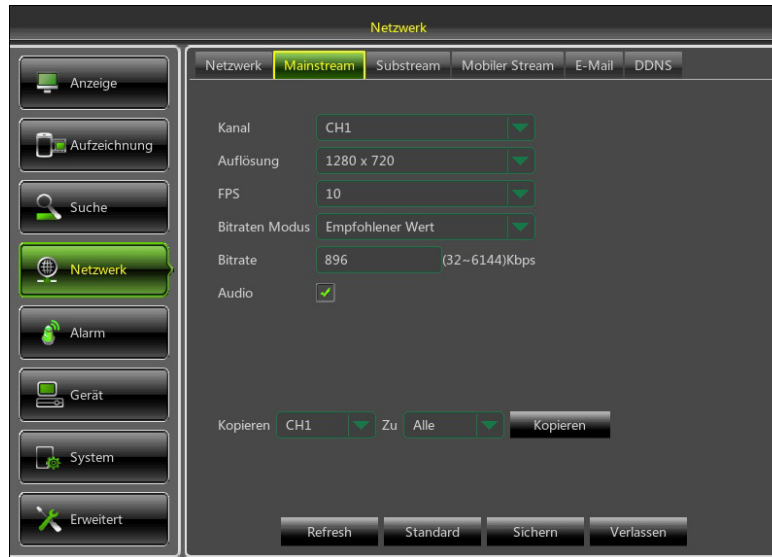 Netzwerk
Netzwerk Mainstream Substream Mobiler Stream E-Mail DDNS
Anzeige
Aufzeichnung
Suche
Netzwerk
Alarm
Gerät
System
Erweitert
Kanal CH1
Auflösung 1280 x 720
FPS 10
Bitraten Modus Empfohlener Wert
Bitrate 896 (32~6144)Kbps
Audio
Kopieren CH1 Zu Alle Kopieren
Refresh Standard Sichern Verlassen